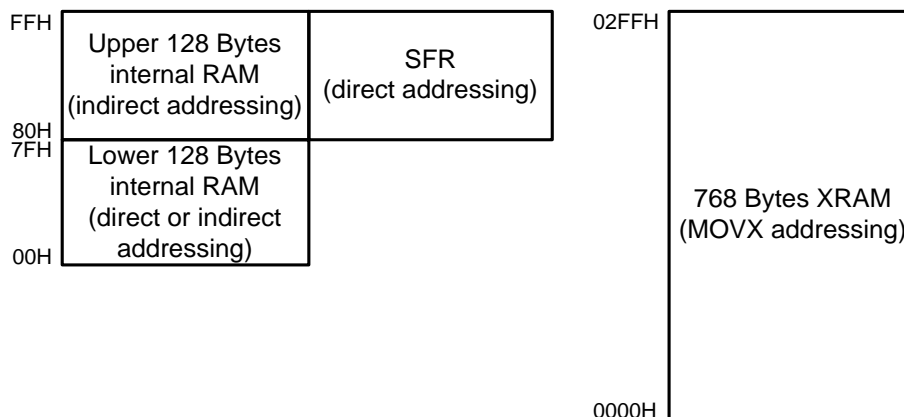 FFH
Upper 128 Bytes
internal RAM
(indirect addressing)
80H
SFR
(direct addressing)
7FH
Lower 128 Bytes
internal RAM
(direct or indirect
addressing)
00H
02FFH
768 Bytes XRAM
(MOVX addressing)
0000H